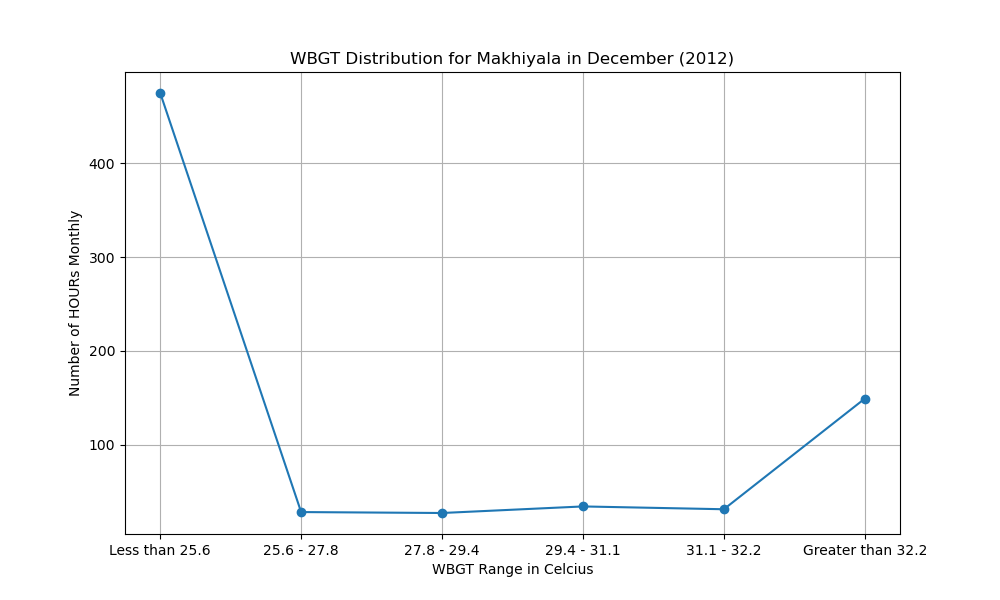 WBGT Distribution for Makhiyala in December (2012)
Number of HOURs Monthly
400
300
200
100
Less than 25.6
25.6 - 27.8
27.8 - 29.4
29.4 - 31.1
31.1 - 32.2
Greater than 32.2
WBGT Range in Celcius